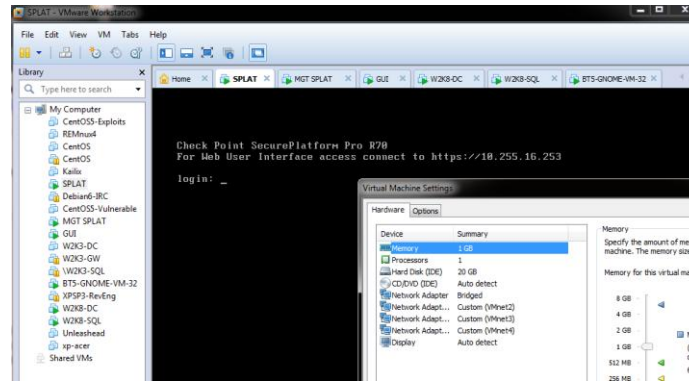 SPLAT - VMware Workstation
File Edit View VM Tabs Help
Library
Type here to search
My Computer
CentOS5-Exploits
REMnux4
CentOS
CentOS
Kalix
SPLAT
Debian6-IRC
CentOS5-Vulnerable
MGT SPLAT
GUI
W2K3-DC
W2K3-GW
\W2K3-SQL
BT5-GNOME-VM-32
XPSP3-RevEng
W2K8-DC
W2K8-SQL
Unleashead
xp-acer
Shared VMs
Home SPLAT MGT SPLAT GUI W2K8-DC W2K8-SQL BT5-GNOME-VM-32
Check Point SecurePlatform Pro R70
For Web User Interface access connect to https://10.255.16.253
login: _
Virtual Machine Settings
Hardware Options
Device Summary
Memory 1 GB
Processors 1
Hard Disk (IDE) 20 GB
CD/DVD (IDE) Auto detect
Network Adapter Bridged
Network Adapt... Custom (VMnet2)
Network Adapt... Custom (VMnet3)
Network Adapt... Custom (VMnet4)
Display Auto detect
Memory
Specify the amount of me
machine. The memory size
Memory for this virtual ma
8 GB
4 GB
2 GB
1 GB
512 MB
256 MB